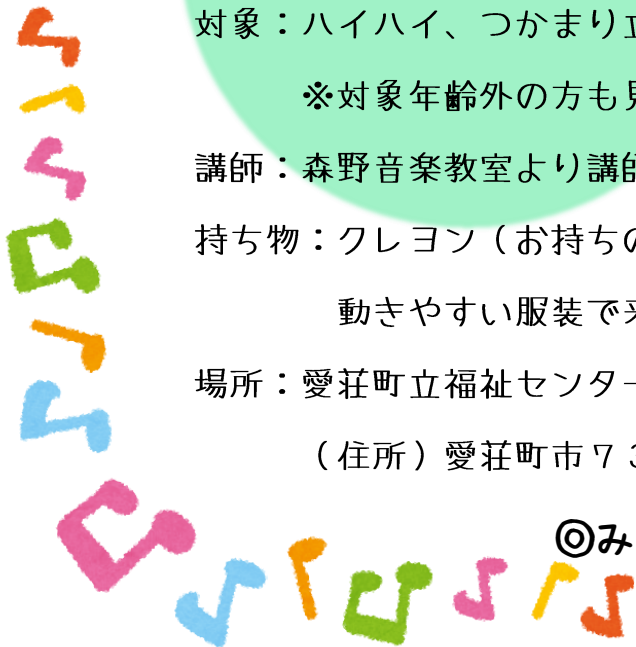 対象：ハイハイ、つかまり
※対象年齢外の方も
講師：森野音楽教室より講師
持ち物：クレヨン（お持ちの
動きやすい服装で
場所：愛荘町立福祉センター
（住所）愛荘町市７
◎み